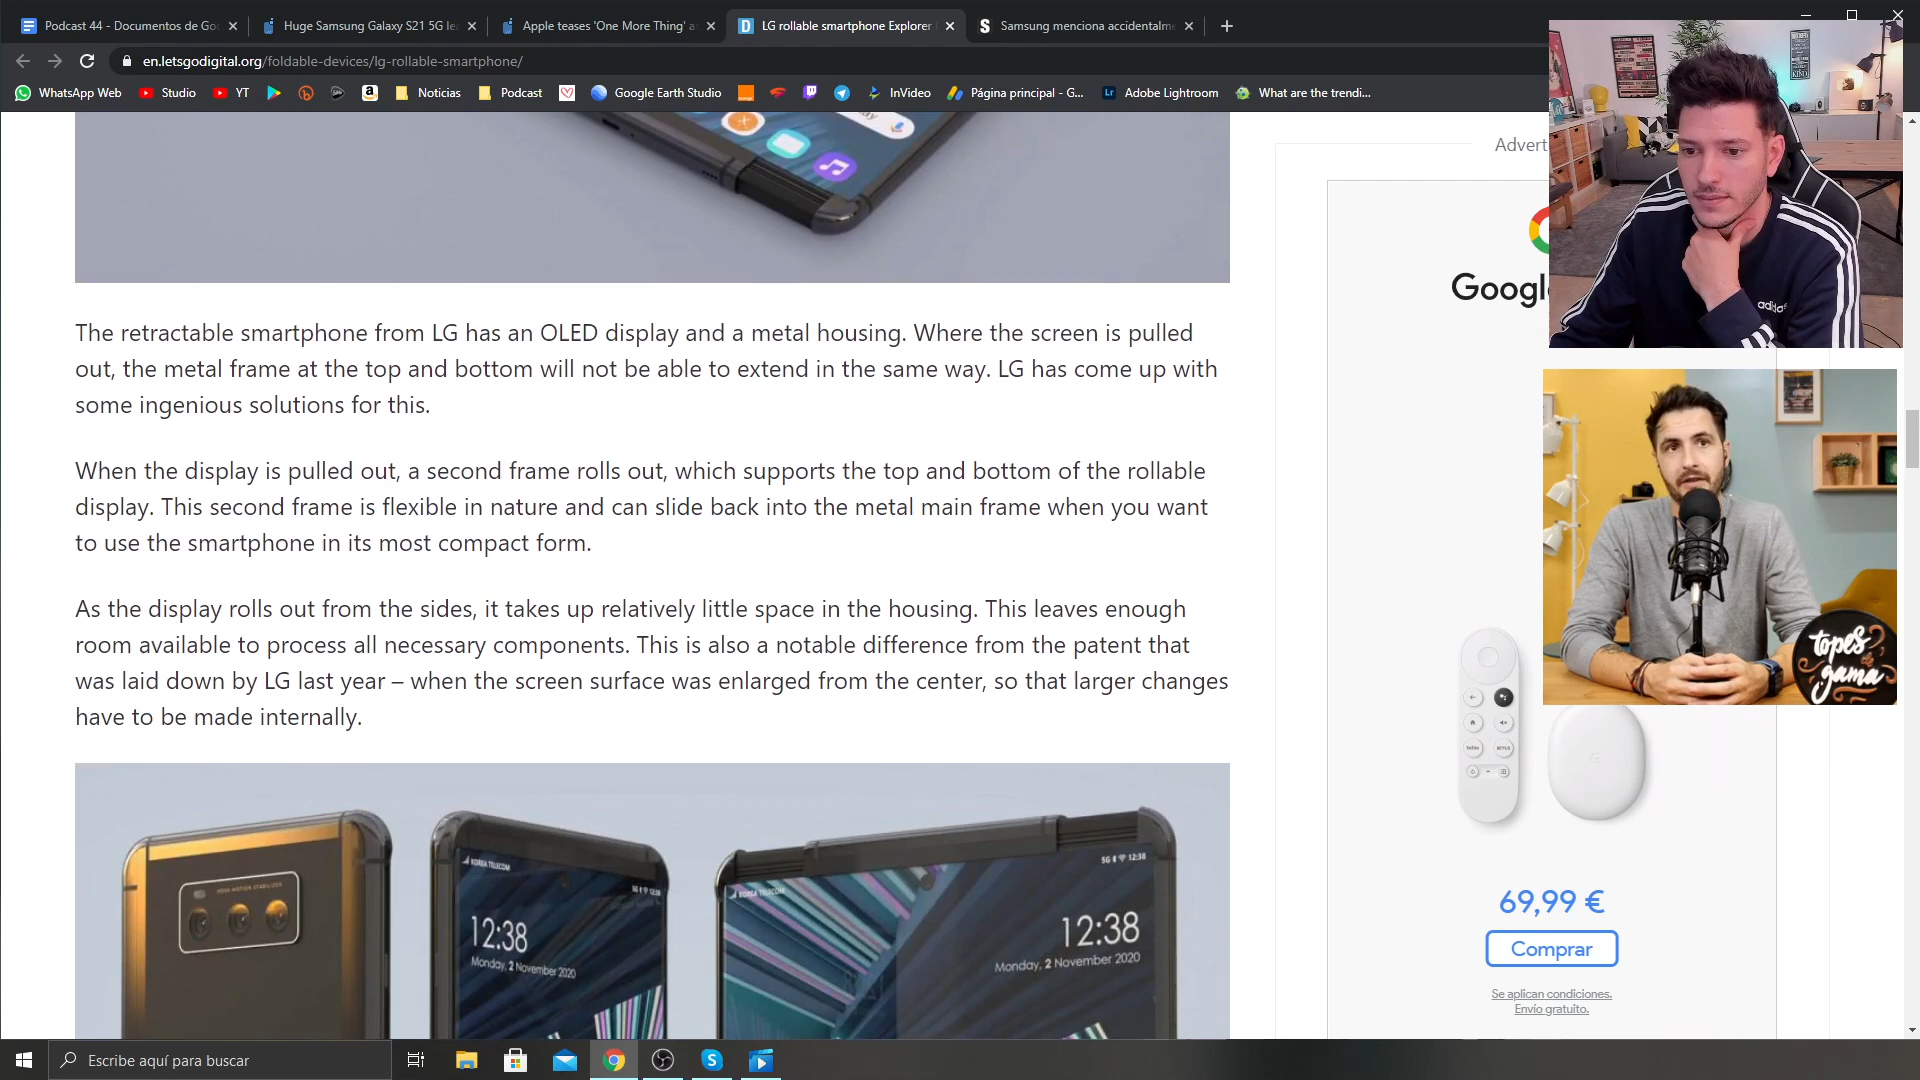 Podcast 44 - Documentos de Go
Huge Samsung Galaxy S21 5G le
Apple teases 'One More Thing' a
LG rollable smartphone Explorer
Samsung menciona accidentalm
en.letsgodigital.org/foldable-devices/lg-rollable-smartphone/
WhatsApp Web
Studio
YT
Noticias
Podcast
Google Earth Studio
InVideo
Página principal - G...
Lr
Adobe Lightroom
What are the trendi...
Advert
Googl
adidas
The retractable smartphone from LG has an OLED display and a metal housing. Where the screen is pulled
out, the metal frame at the top and bottom will not be able to extend in the same way. LG has come up with
some ingenious solutions for this.
When the display is pulled out, a second frame rolls out, which supports the top and bottom of the rollable
display. This second frame is flexible in nature and can slide back into the metal main frame when you want
to use the smartphone in its most compact form.
As the display rolls out from the sides, it takes up relatively little space in the housing. This leaves enough
room available to process all necessary components. This is also a notable difference from the patent that
was laid down by LG last year – when the screen surface was enlarged from the center, so that larger changes
have to be made internally.
topes
de
gama
KOREA TELECOM
12:38
Monday, 2 November 2020
KOREA TELECOM
5G 12:38
12:38
Monday, 2 November 2020
69,99 €
Comprar
Se aplican condiciones.
Envío gratuito.
Escribe aquí para buscar